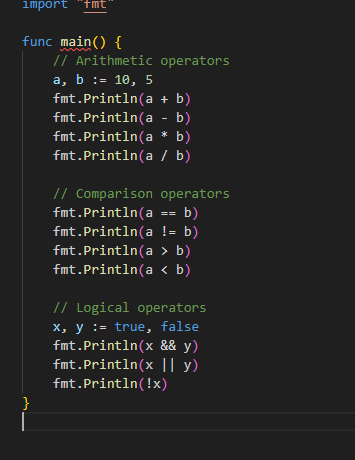 import "fmt"
func main() {
// Arithmetic operators
a, b := 10, 5
fmt.Println(a + b)
fmt.Println(a - b)
fmt.Println(a * b)
fmt.Println(a / b)
// Comparison operators
fmt.Println(a == b)
fmt.Println(a != b)
fmt.Println(a > b)
fmt.Println(a < b)
// Logical operators
x, y := true, false
fmt.Println(x && y)
fmt.Println(x || y)
fmt.Println(!x)
}